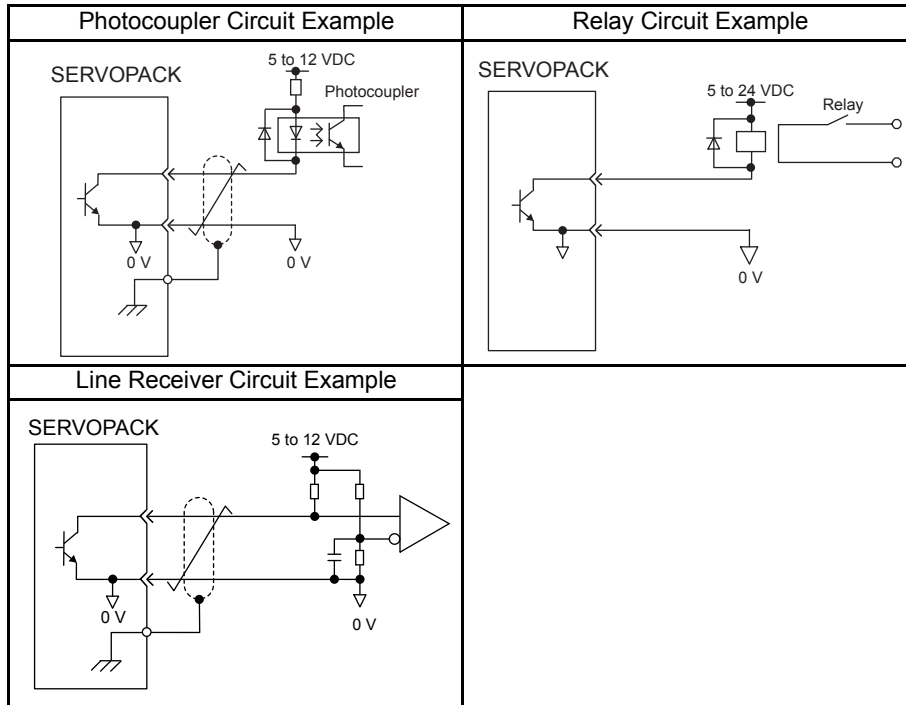 Photocoupler Circuit Example
SERVOPACK
5 to 12 VDC
Photocoupler
0 V
0 V
Relay Circuit Example
SERVOPACK
5 to 24 VDC
Relay
0 V
Line Receiver Circuit Example
SERVOPACK
5 to 12 VDC
0 V
0 V